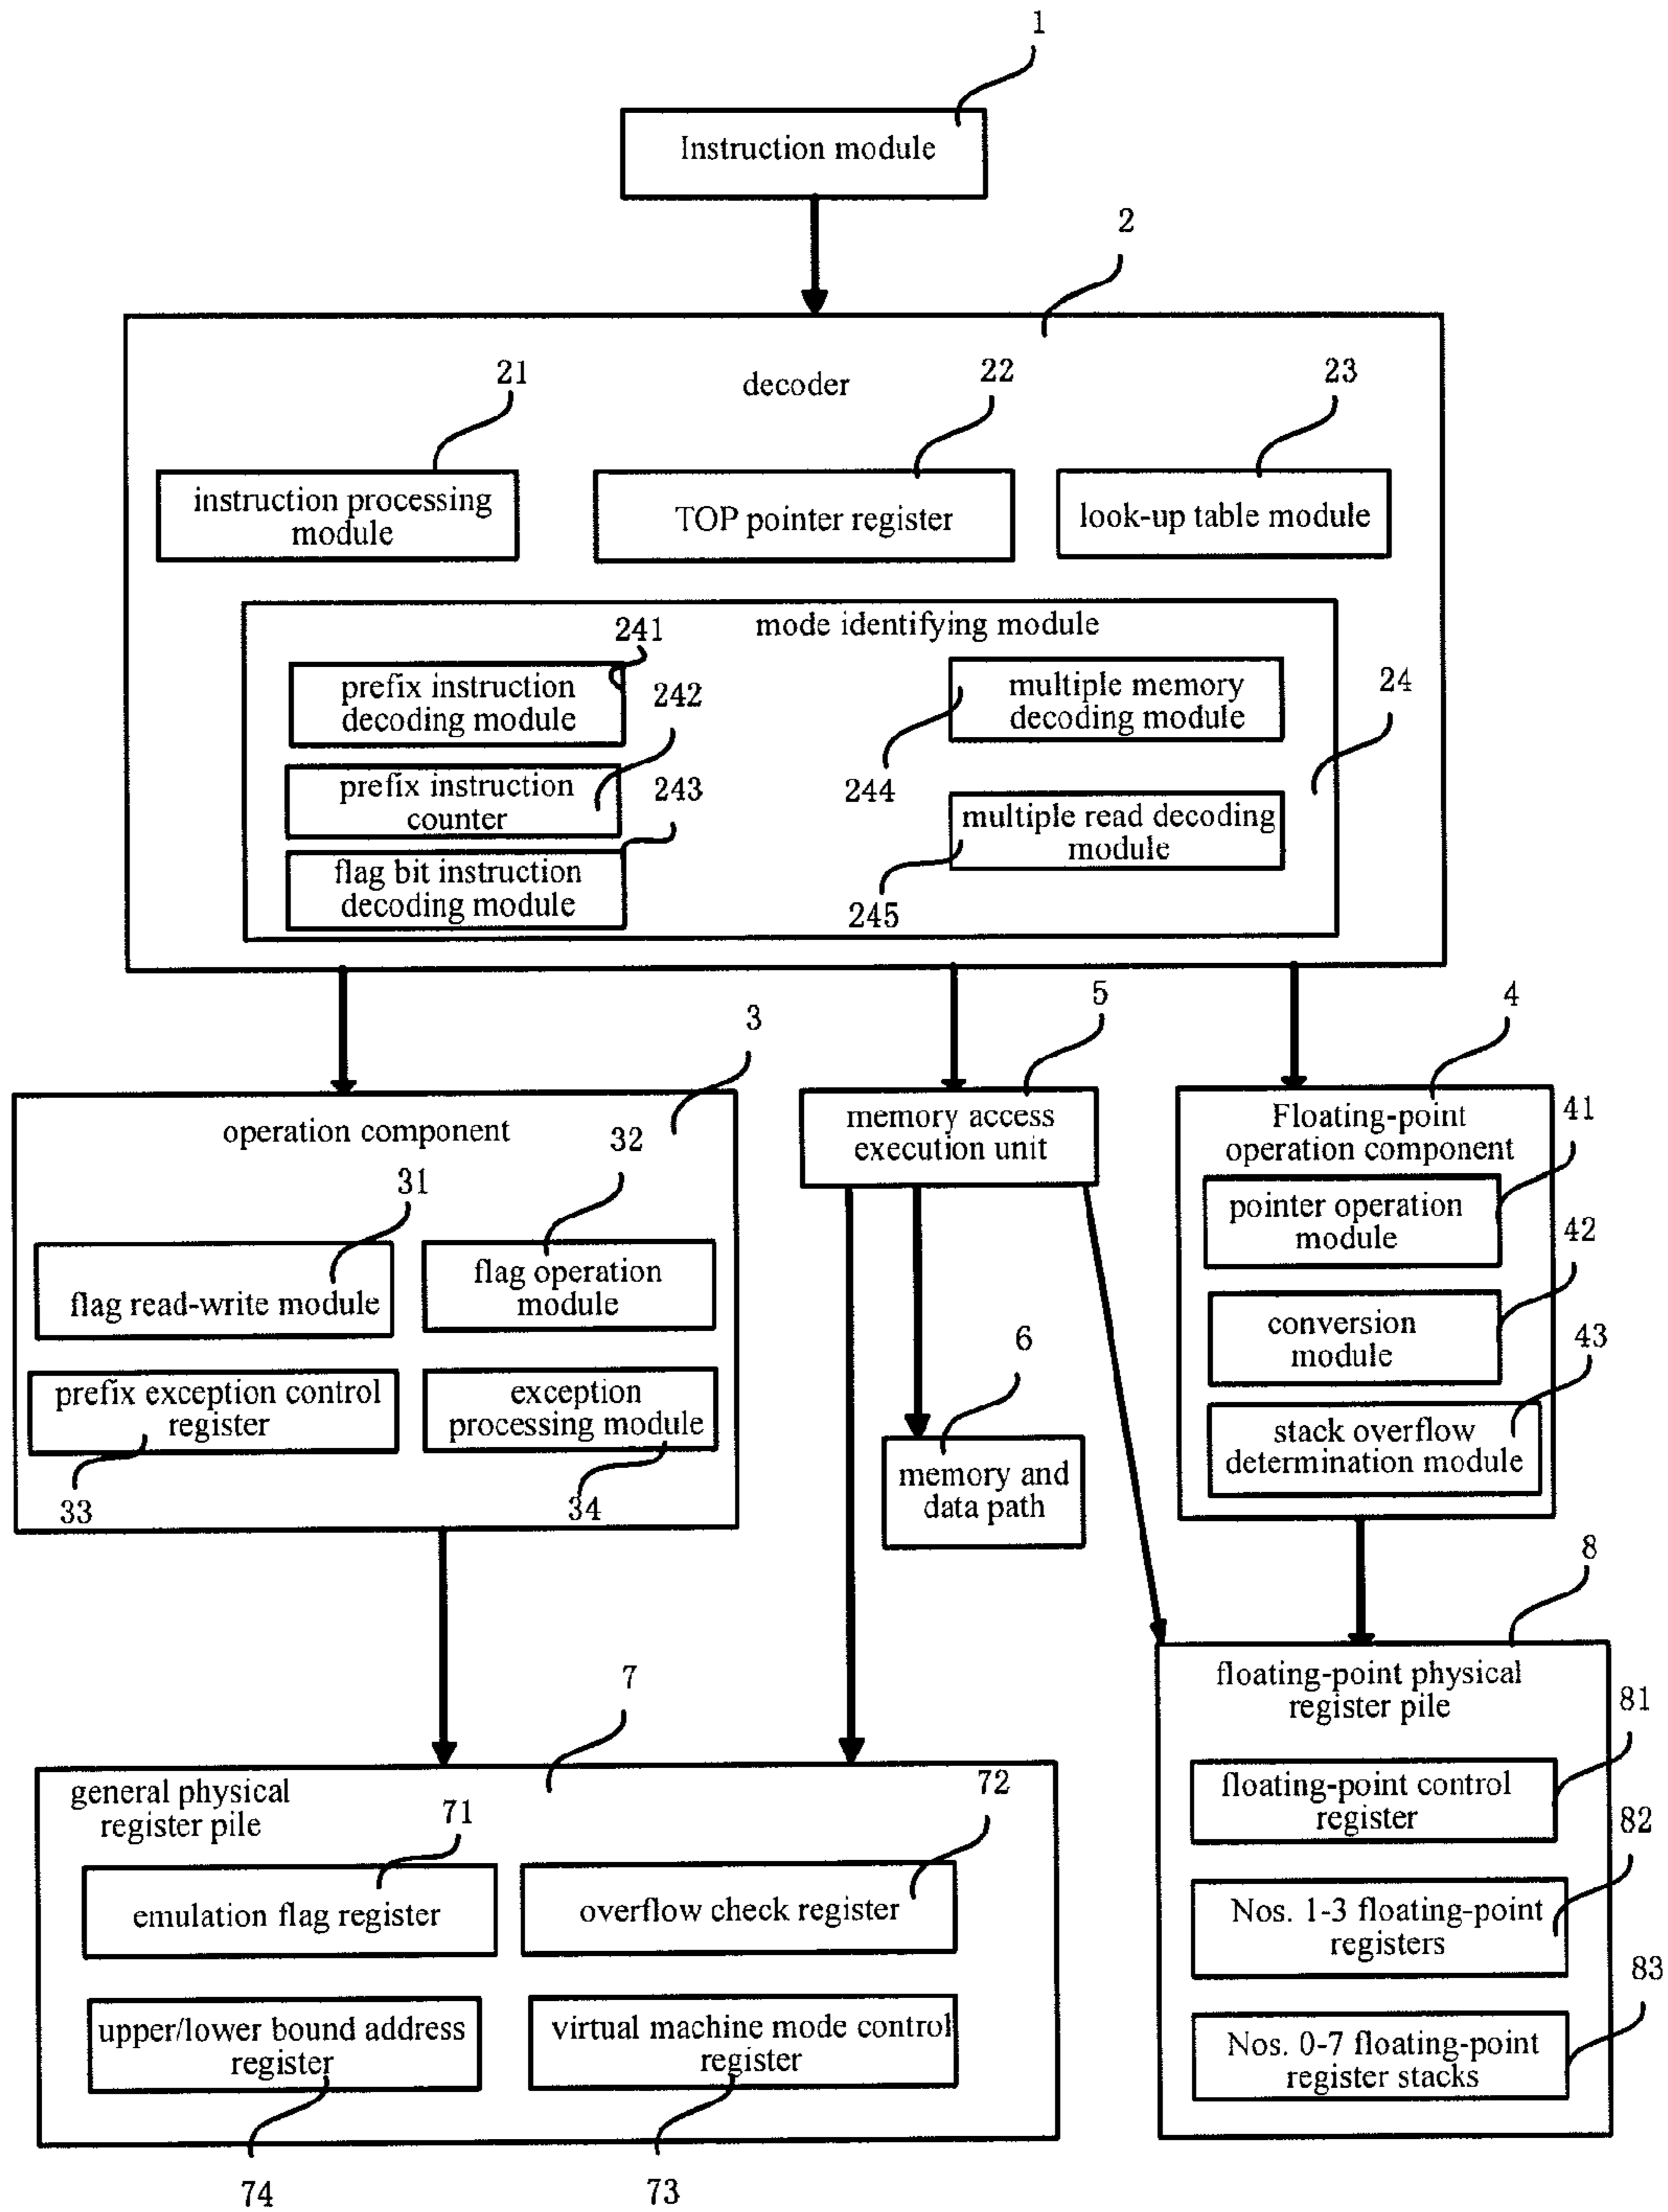 1
Instruction module
2
decoder
21
22
23
instruction processing
module
TOP pointer register
look-up table module
mode identifying module
241
prefix instruction
decoding module
242
prefix instruction
counter
243
flag bit instruction
decoding module
multiple memory
decoding module
244
24
multiple read decoding
module
245
3
operation component
31
32
flag read-write module
flag operation
module
prefix exception control
register
33
exception
processing module
34
5
memory access
execution unit
6
memory and
data path
4
Floating-point
operation component
41
pointer operation
module
42
conversion
module
43
stack overflow
determination module
7
general physical
register pile
71
emulation flag register
72
overflow check register
upper/lower bound address
register
74
virtual machine mode control
register
73
8
floating-point physical
register pile
81
floating-point control
register
82
Nos. 1-3 floating-point
registers
83
Nos. 0-7 floating-point
register stacks